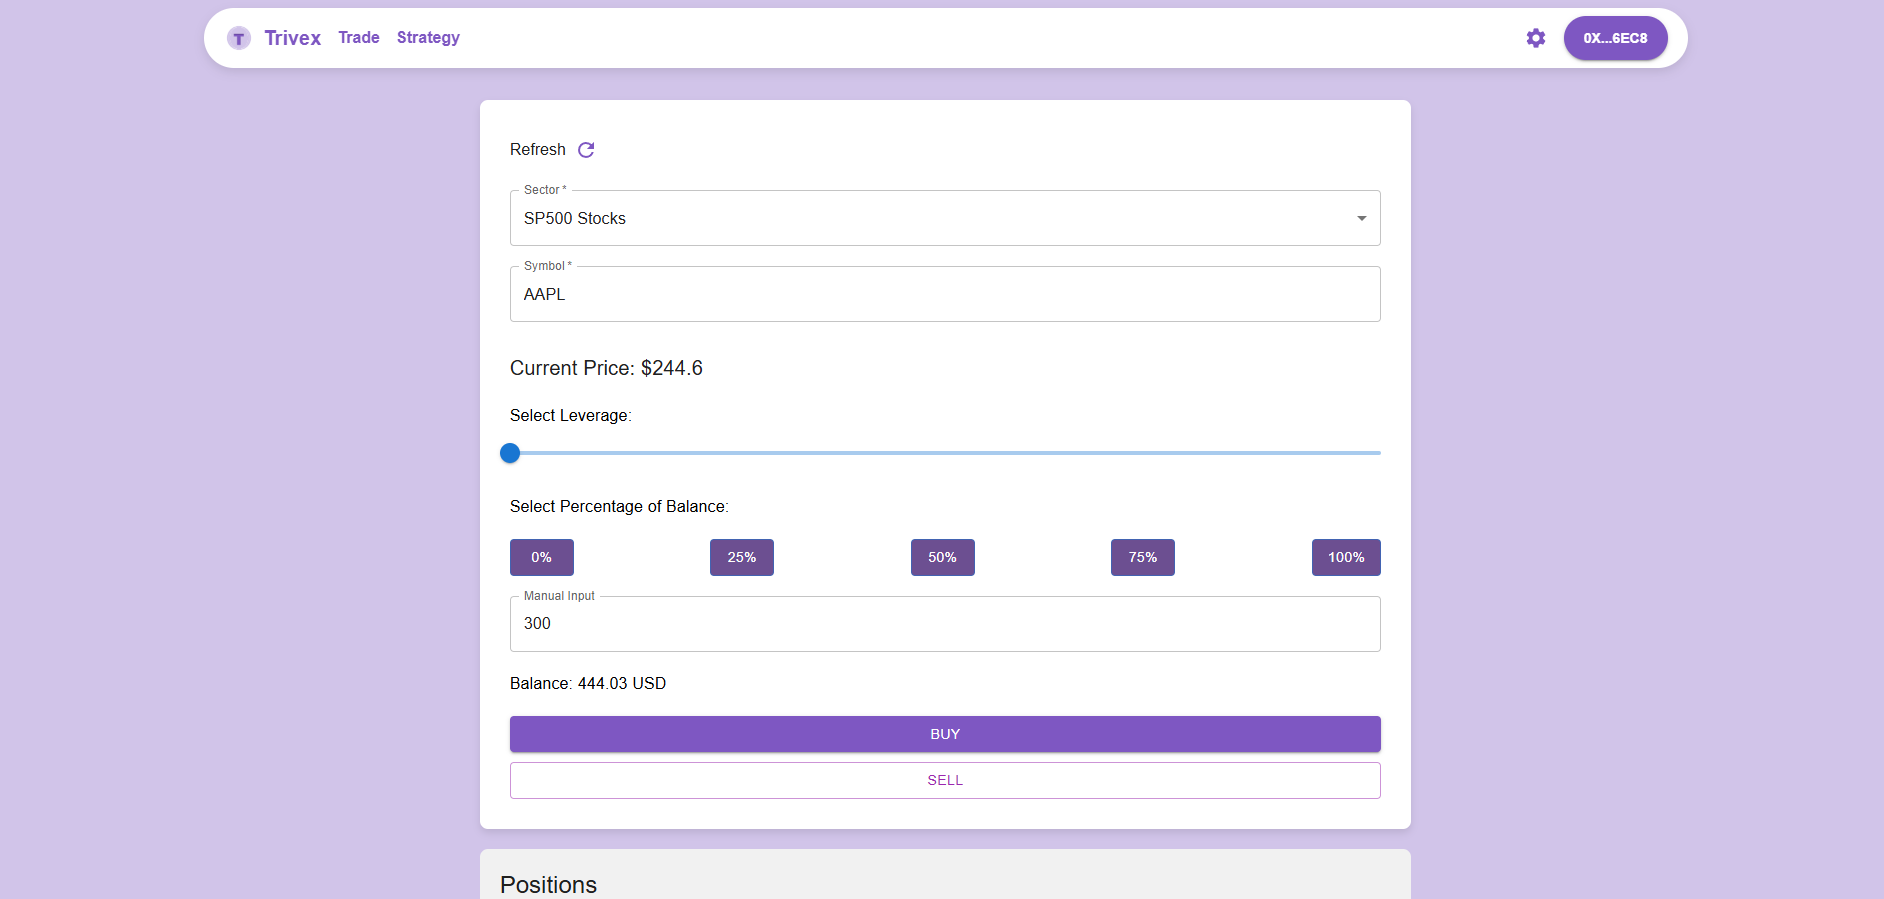 T Trivex Trade Strategy 0X...6EC8
Refresh
Sector *
SP500 Stocks
Symbol *
AAPL
Current Price: $244.6
Select Leverage:
Select Percentage of Balance:
0% 25% 50% 75% 100%
Manual Input
300
Balance: 444.03 USD
BUY
SELL
Positions